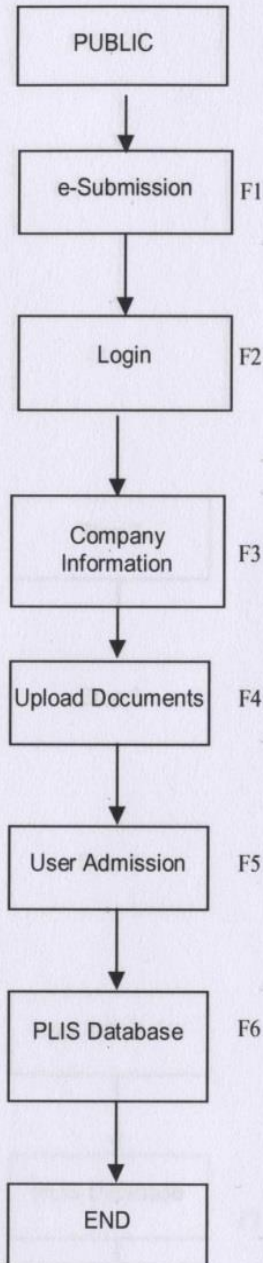 PUBLIC
e-Submission F1
Login F2
Company
Information F3
Upload Documents F4
User Admission F5
PLIS Database F6
END